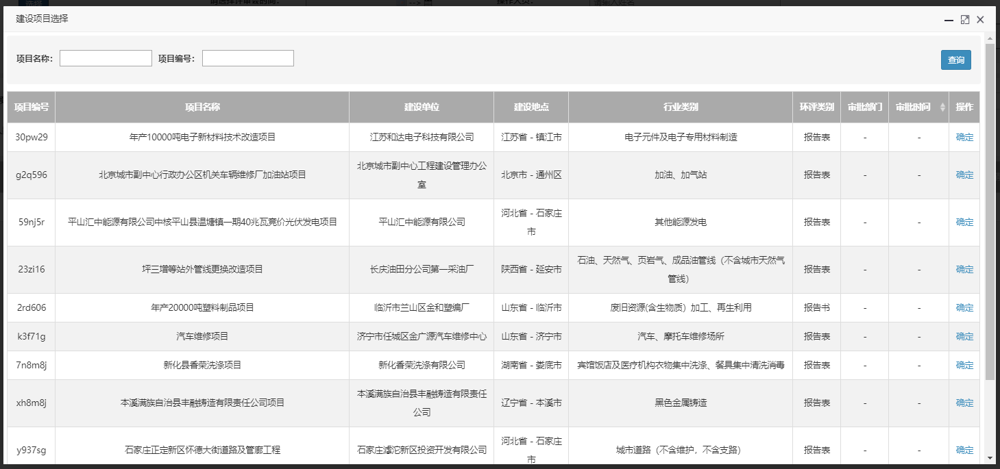 建设项目选择
项目名称: 项目编号: 查询
项目编号 项目名称 建设单位 建设地点 行业类别 环评类别 审批部门 审批时间 操作
30pw29 年产10000吨电子新材料技术改造项目 江苏和达电子科技有限公司 江苏省 - 镇江市 电子元件及电子专用材料制造 报告表 - - 确定
g2q596 北京城市副中心行政办公区机关车辆维修厂加油站项目 北京城市副中心工程建设管理办公
室 北京市 - 通州区 加油、加气站 报告表 - - 确定
59nj5r 平山汇中能源有限公司中核平山县温塘镇一期40兆瓦竞价光伏发电项目 平山汇中能源有限公司 河北省 - 石家庄
市 其他能源发电 报告表 - - 确定
23zi16 坪三增等站外管线更换改造项目 长庆油田分公司第一采油厂 陕西省 - 延安市 石油、天然气、页岩气、成品油管线（不含城市天然气
管线） 报告表 - - 确定
2rd606 年产20000吨塑料制品项目 临沂市兰山区金和塑编厂 山东省 - 临沂市 废旧资源(含生物质）加工、再生利用 报告书 - - 确定
k3f71g 汽车维修项目 济宁市任城区金广源汽车维修中心 山东省 - 济宁市 汽车、摩托车维修场所 报告表 - - 确定
7n8m8j 新化县香荣洗涤项目 新化香荣洗涤有限公司 湖南省 - 娄底市 宾馆饭店及医疗机构衣物集中洗涤、餐具集中清洗消毒 报告表 - - 确定
xh8m8j 本溪满族自治县丰融铸造有限责任公司项目 本溪满族自治县丰融铸造有限责任
公司 辽宁省 - 本溪市 黑色金属铸造 报告表 - - 确定
y937sg 石家庄正定新区怀德大街道路及管廊工程 石家庄滹沱新区投资开发有限公司 河北省 - 石家庄
市 城市道路（不含维护，不含支路） 报告表 - - 确定